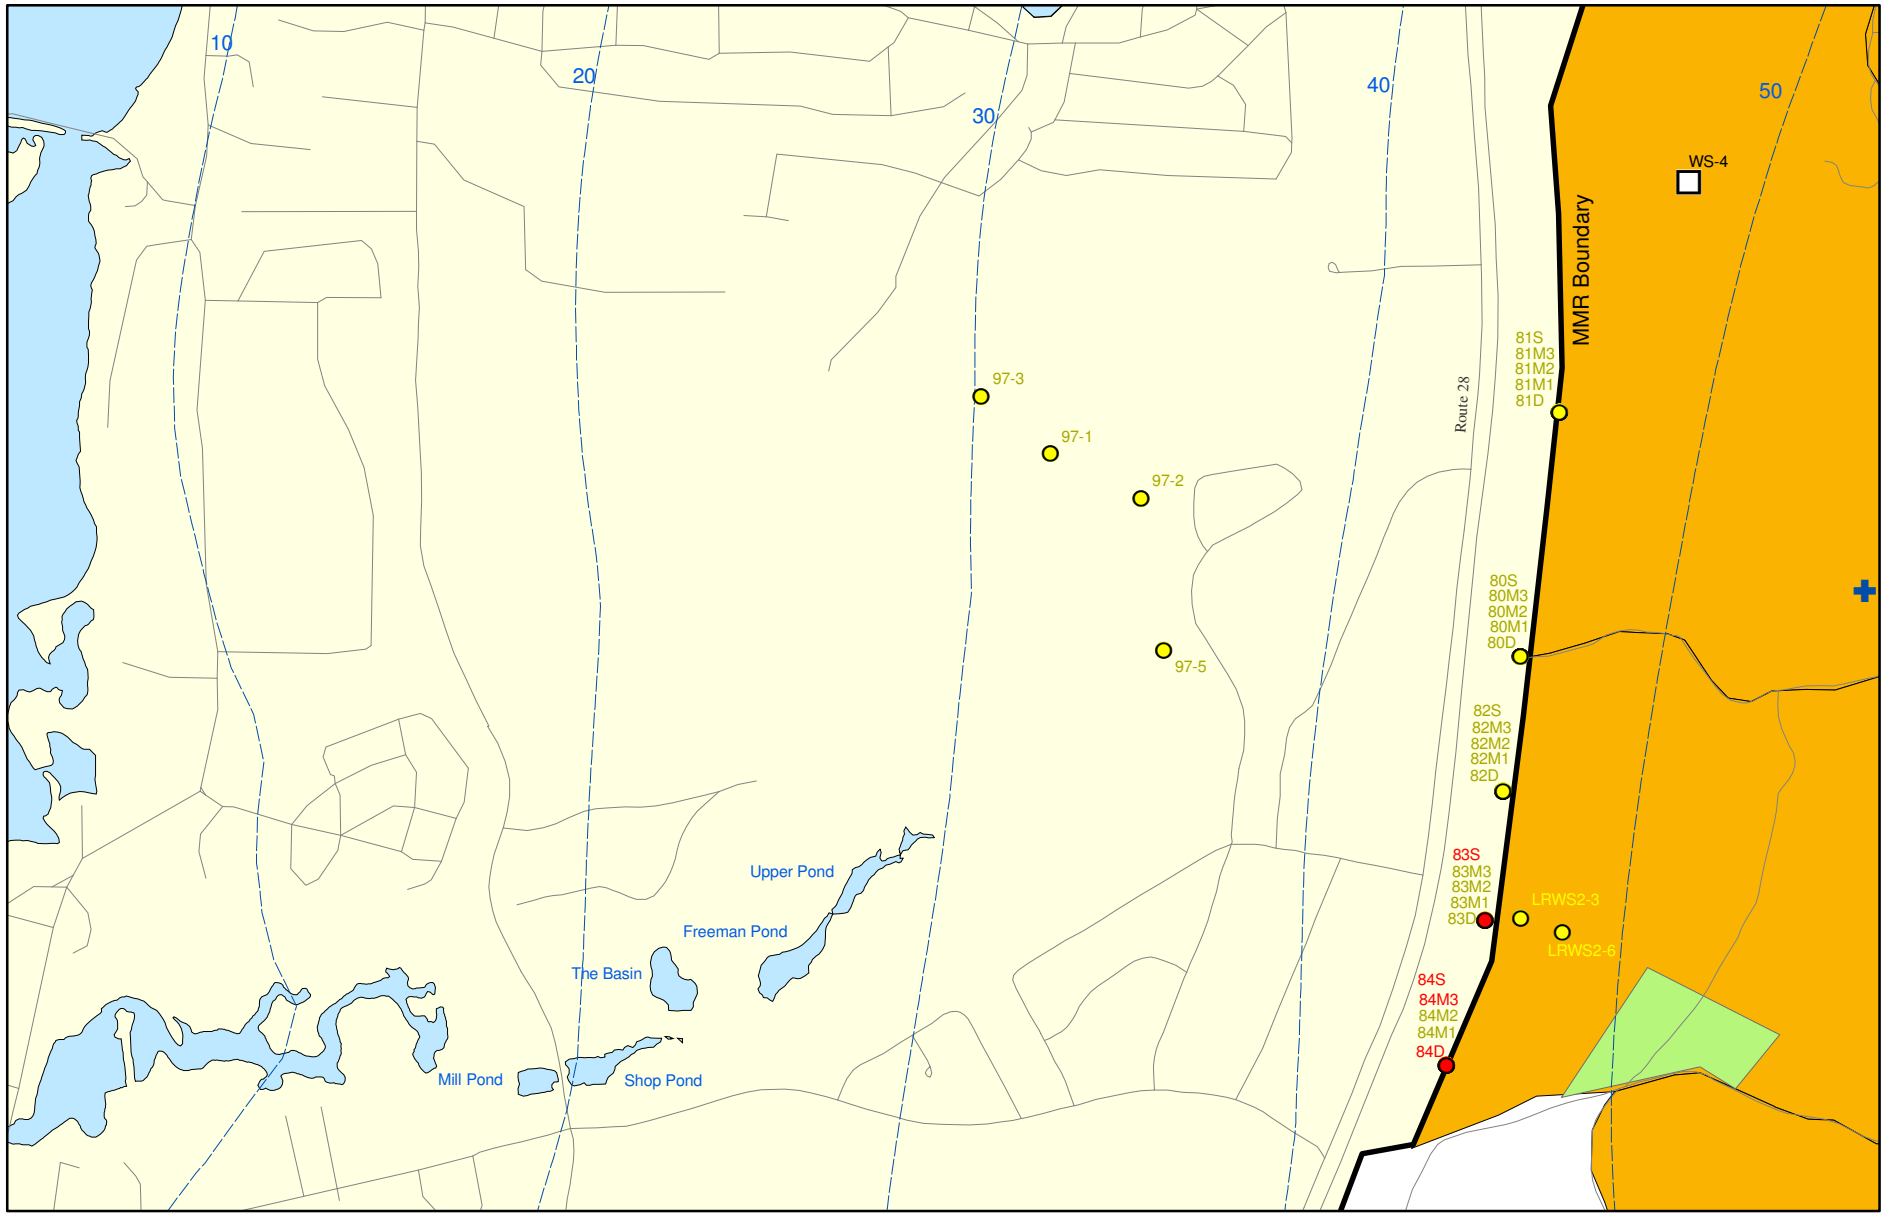 10
20
30
40
50
WS-4
MMR Boundary
Route 28
81S
81M3
81M2
81M1
81D
97-3
97-1
97-2
97-5
80S
80M3
80M2
80M1
80D
82S
82M3
82M2
82M1
82D
83S
83M3
83M2
83M1
83D
LRWS2-3
LRWS2-6
Upper Pond
Freeman Pond
The Basin
Mill Pond
Shop Pond
84S
84M3
84M2
84M1
84D